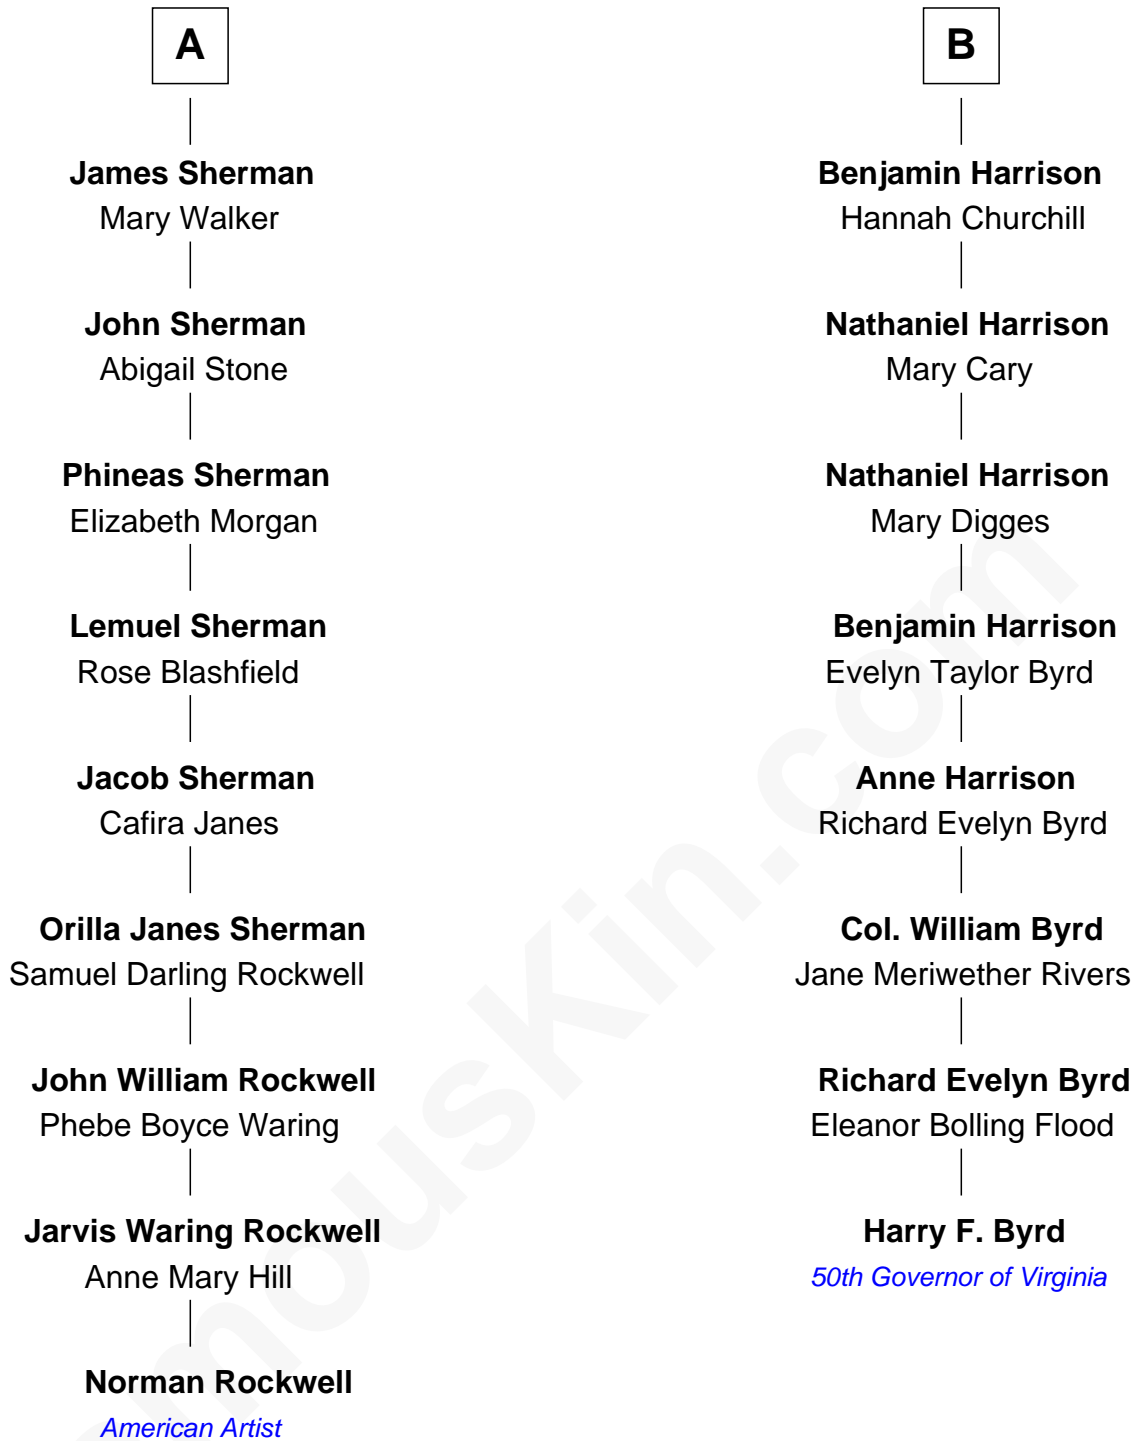 A
James Sherman
Mary Walker
John Sherman
Abigail Stone
Phineas Sherman
Elizabeth Morgan
Lemuel Sherman
Rose Blashfield
Jacob Sherman
Cafira Janes
Orilla Janes Sherman
Samuel Darling Rockwell
John William Rockwell
Phebe Boyce Waring
Jarvis Waring Rockwell
Anne Mary Hill
Norman Rockwell
American Artist
B
Benjamin Harrison
Hannah Churchill
Nathaniel Harrison
Mary Cary
Nathaniel Harrison
Mary Digges
Benjamin Harrison
Evelyn Taylor Byrd
Anne Harrison
Richard Evelyn Byrd
Col. William Byrd
Jane Meriwether Rivers
Richard Evelyn Byrd
Eleanor Bolling Flood
Harry F. Byrd
50th Governor of Virginia
mousKin.com